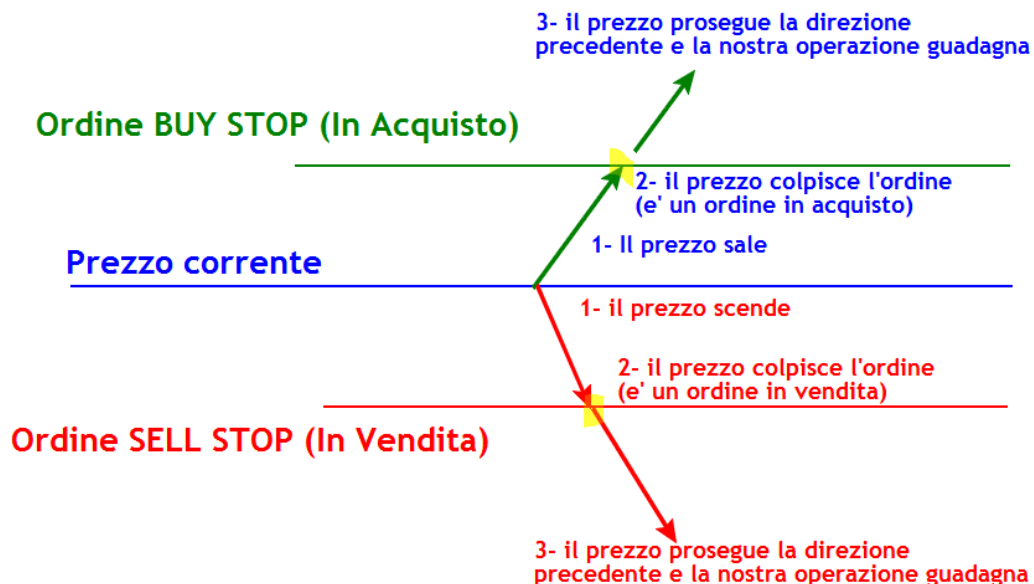 3- il prezzo prosegue la direzione
precedente e la nostra operazione guadagna
Ordine BUY STOP (In Acquisto)
2- il prezzo colpisce l'ordine
(e' un ordine in acquisto)
1- Il prezzo sale
Prezzo corrente
1- il prezzo scende
2- il prezzo colpisce l'ordine
(e' un ordine in vendita)
Ordine SELL STOP (In Vendita)
3- il prezzo prosegue la direzione
precedente e la nostra operazione guadagna